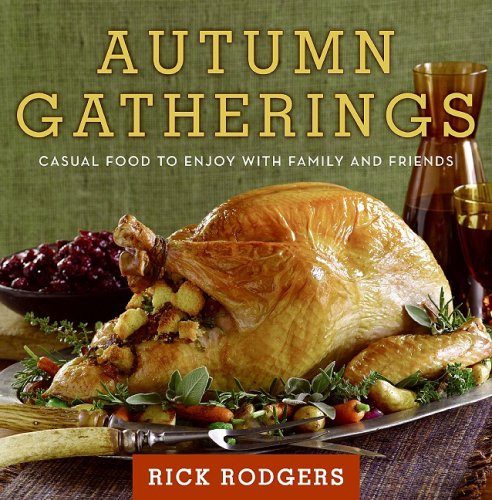 AUTUMN
GATHERINGS
CASUAL FOOD TO ENJOY WITH FAMILY AND FRIENDS
RICK RODGERS